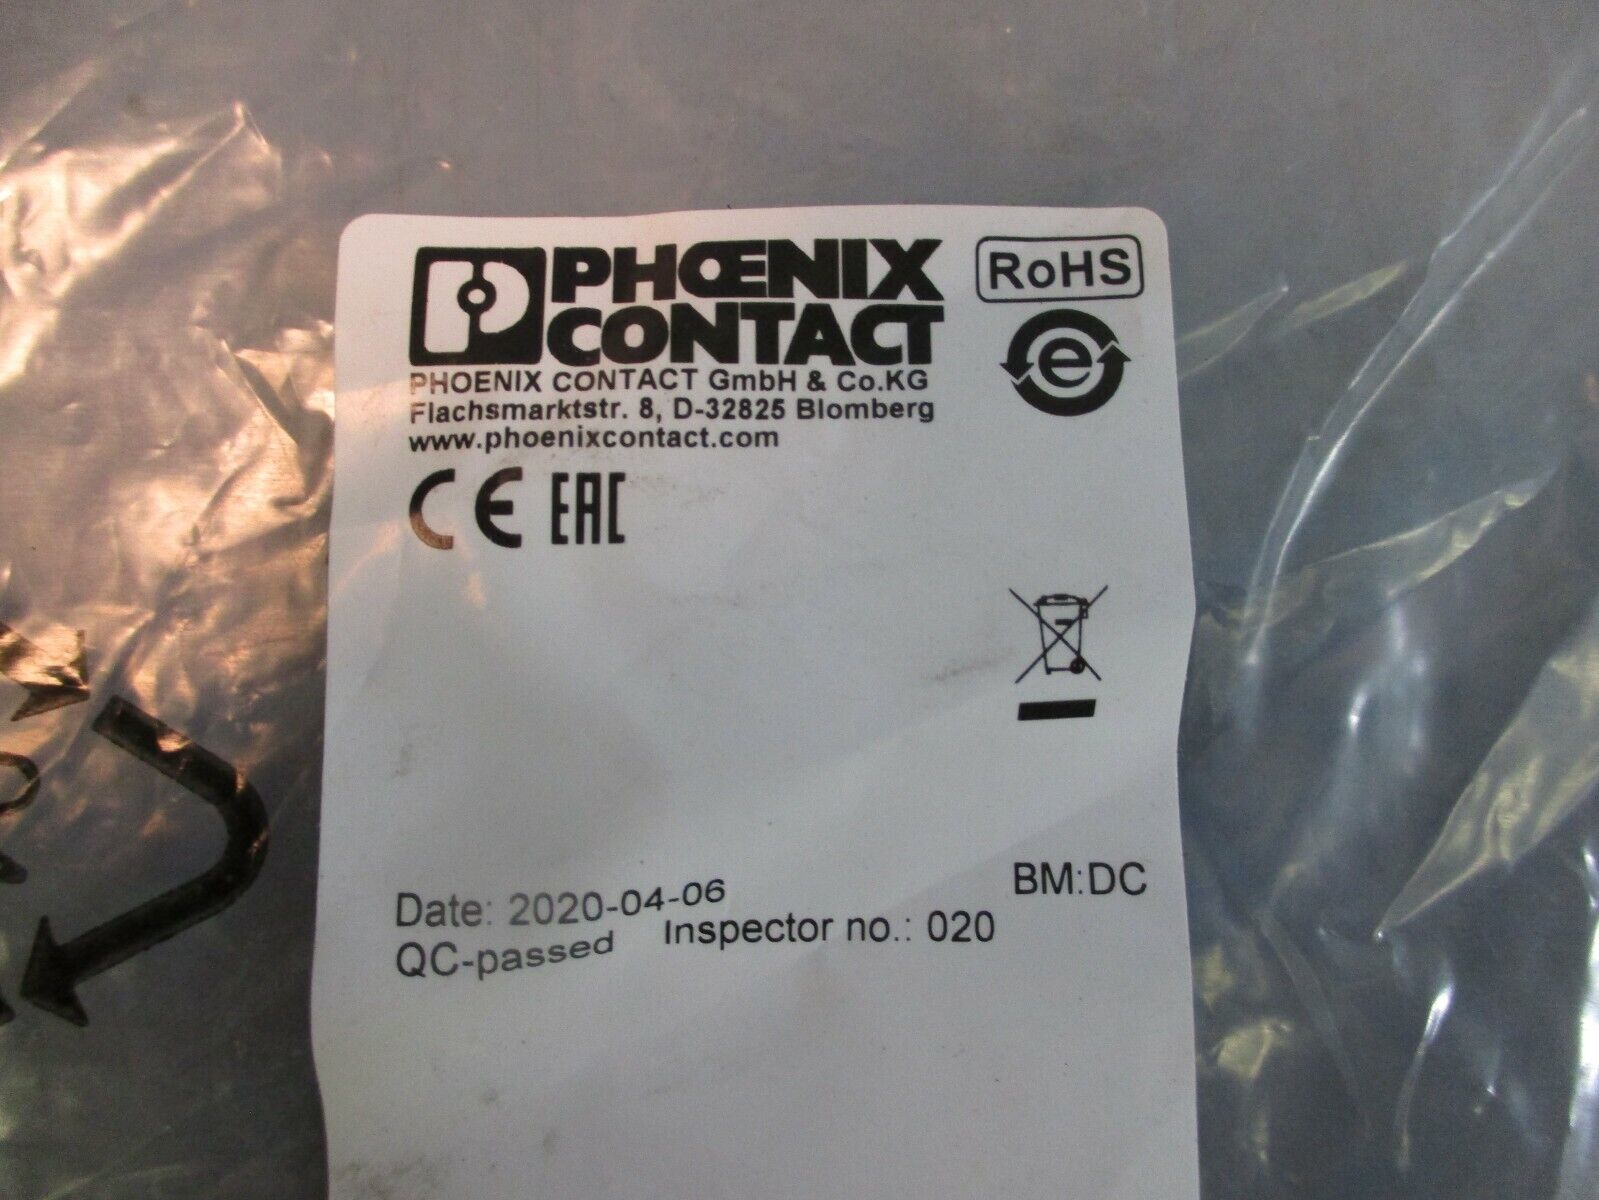 PHŒNIX
CONTACT
RoHS
e
PHOENIX CONTACT GmbH & Co.KG
Flachsmarktstr. 8, D-32825 Blomberg
www.phoenixcontact.com
CE EAC
BM:DC
Date: 2020-04-06
QC-passed Inspector no.: 020